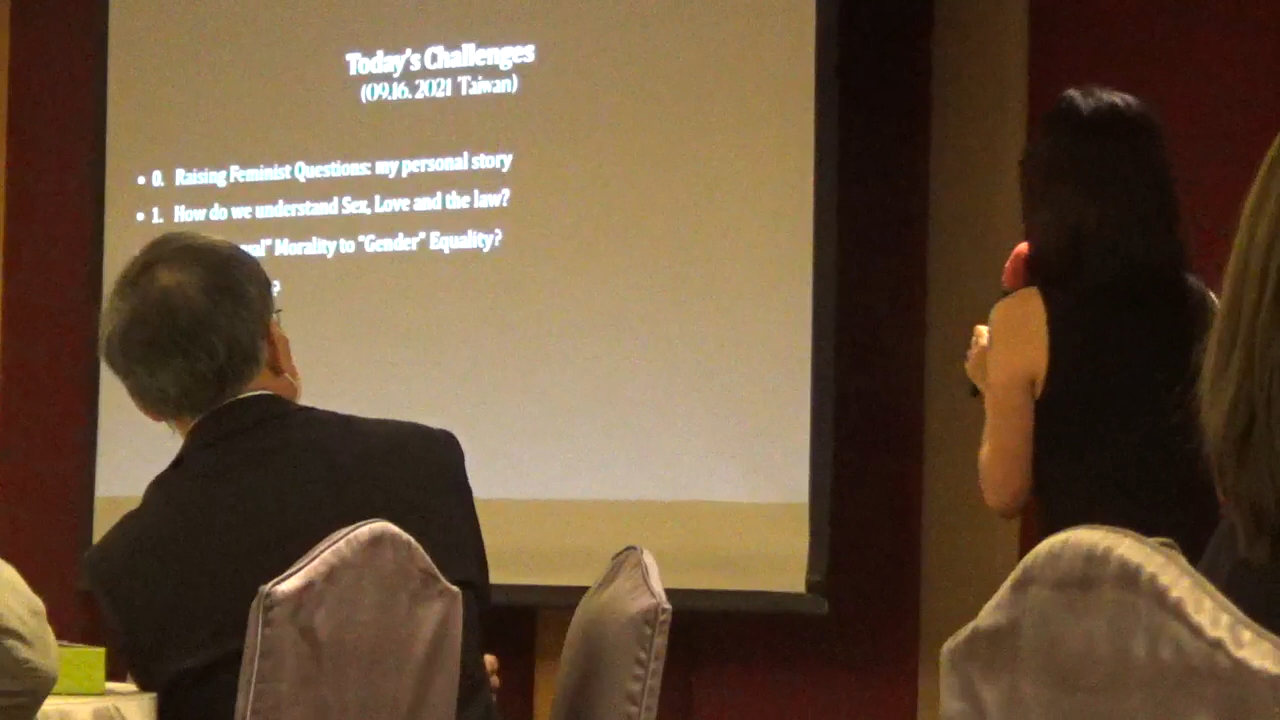 Today's Challenges
(09.16. 2021 Taiwan)
• 0. Raising Feminist Questions: my personal story
• 1. How do we understand Sex, Love and the law?
Morality to "Gender" Equality?
?